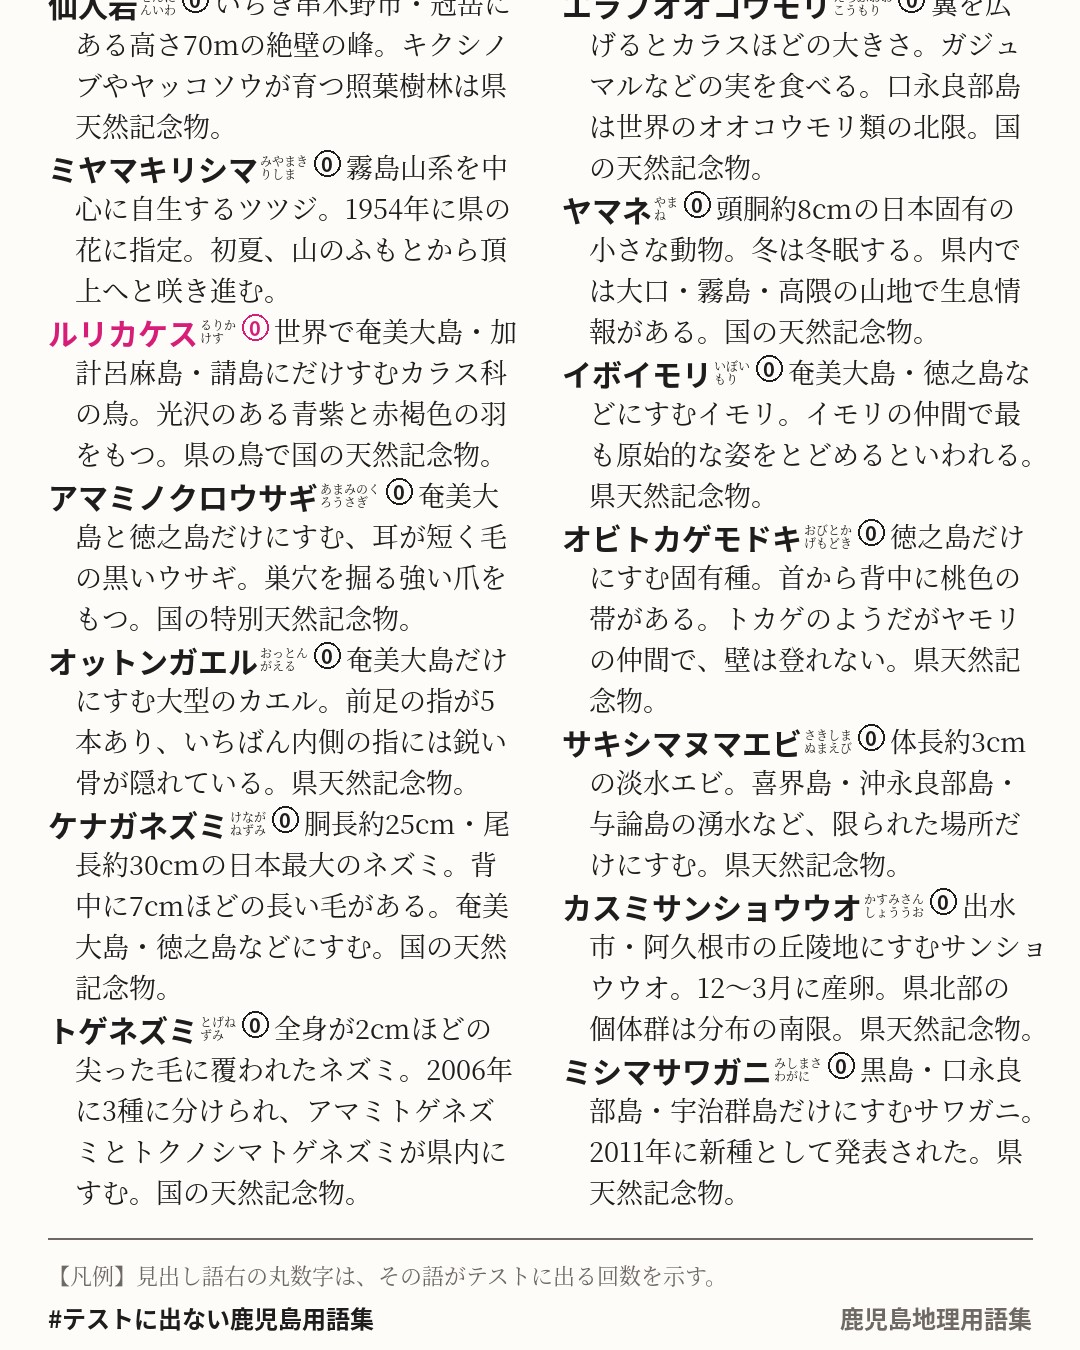 仙人岩 んいわ ⓪ いちき串木野市・冠岳に
ある高さ70mの絶壁の峰。キクシノ
ブやヤッコソウが育つ照葉樹林は県
天然記念物。
ミヤマキリシマ みやまきりしま ⓪ 霧島山系を中
心に自生するツツジ。1954年に県の
花に指定。初夏、山のふもとから頂
上へと咲き進む。
ルリカケス るりかけす ⓪ 世界で奄美大島・加
計呂麻島・請島にだけすむカラス科
の鳥。光沢のある青紫と赤褐色の羽
をもつ。県の鳥で国の天然記念物。
アマミノクロウサギ あまみのくろうさぎ ⓪ 奄美大
島と徳之島だけにすむ、耳が短く毛
の黒いウサギ。巣穴を掘る強い爪を
もつ。国の特別天然記念物。
オットンガエル おっとんがえる ⓪ 奄美大島だけ
にすむ大型のカエル。前足の指が5
本あり、いちばん内側の指には鋭い
骨が隠れている。県天然記念物。
ケナガネズミ けながねずみ ⓪ 胴長約25cm・尾
長約30cmの日本最大のネズミ。背
中に7cmほどの長い毛がある。奄美
大島・徳之島などにすむ。国の天然
記念物。
トゲネズミ とげねずみ ⓪ 全身が2cmほどの
尖った毛に覆われたネズミ。2006年
に3種に分けられ、アマミトゲネズ
ミとトクノシマトゲネズミが県内に
すむ。国の天然記念物。
エラブオオコウモリ こうもり ⓪ 翼を広
げるとカラスほどの大きさ。ガジュ
マルなどの実を食べる。口永良部島
は世界のオオコウモリ類の北限。国
の天然記念物。
ヤマネ やまね ⓪ 頭胴約8cmの日本固有の
小さな動物。冬は冬眠する。県内で
は大口・霧島・高隈の山地で生息情
報がある。国の天然記念物。
イボイモリ いぼいもり ⓪ 奄美大島・徳之島な
どにすむイモリ。イモリの仲間で最
も原始的な姿をとどめるといわれる。
県天然記念物。
オビトカゲモドキ おびとかげもどき ⓪ 徳之島だけ
にすむ固有種。首から背中に桃色の
帯がある。トカゲのようだがヤモリ
の仲間で、壁は登れない。県天然記
念物。
サキシマヌマエビ さきしまぬまえび ⓪ 体長約3cm
の淡水エビ。喜界島・沖永良部島・
与論島の湧水など、限られた場所だ
けにすむ。県天然記念物。
カスミサンショウウオ かすみさんしょううお ⓪ 出水
市・阿久根市の丘陵地にすむサンショ
ウウオ。12〜3月に産卵。県北部の
個体群は分布の南限。県天然記念物。
ミシマサワガニ みしまさわがに ⓪ 黒島・口永良
部島・宇治群島だけにすむサワガニ。
2011年に新種として発表された。県
天然記念物。
【凡例】見出し語右の丸数字は、その語がテストに出る回数を示す。
#テストに出ない鹿児島用語集
鹿児島地理用語集